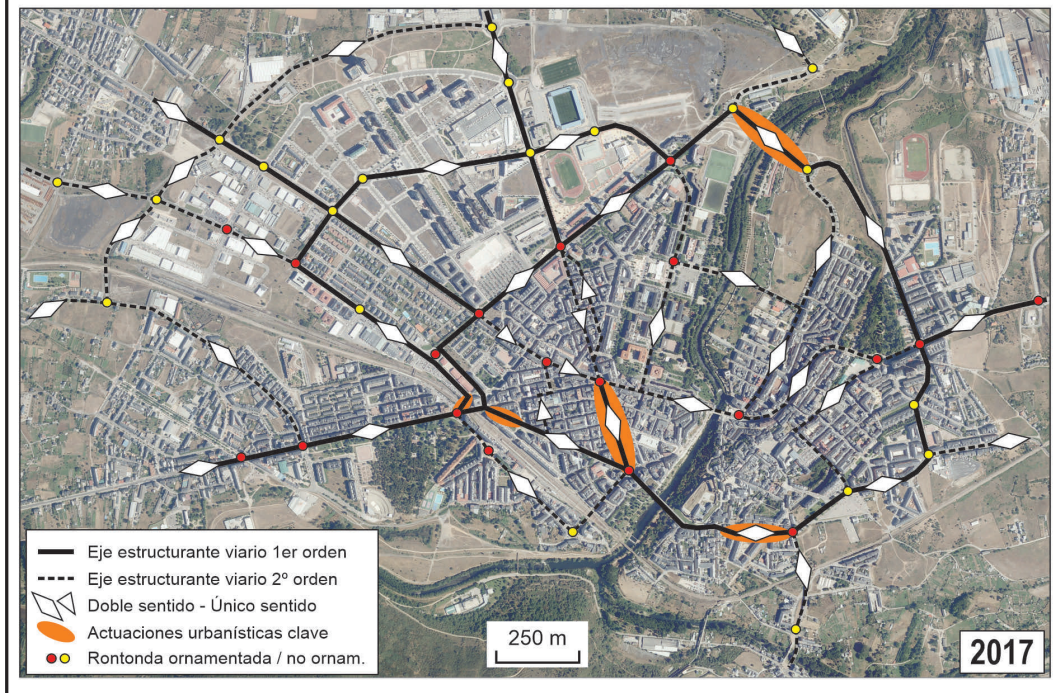 Eje estructurante viario 1er orden
Eje estructurante viario 2º orden
Doble sentido - Único sentido
Actuaciones urbanísticas clave
Rontonda ornamentada / no ornam.
250 m
2017